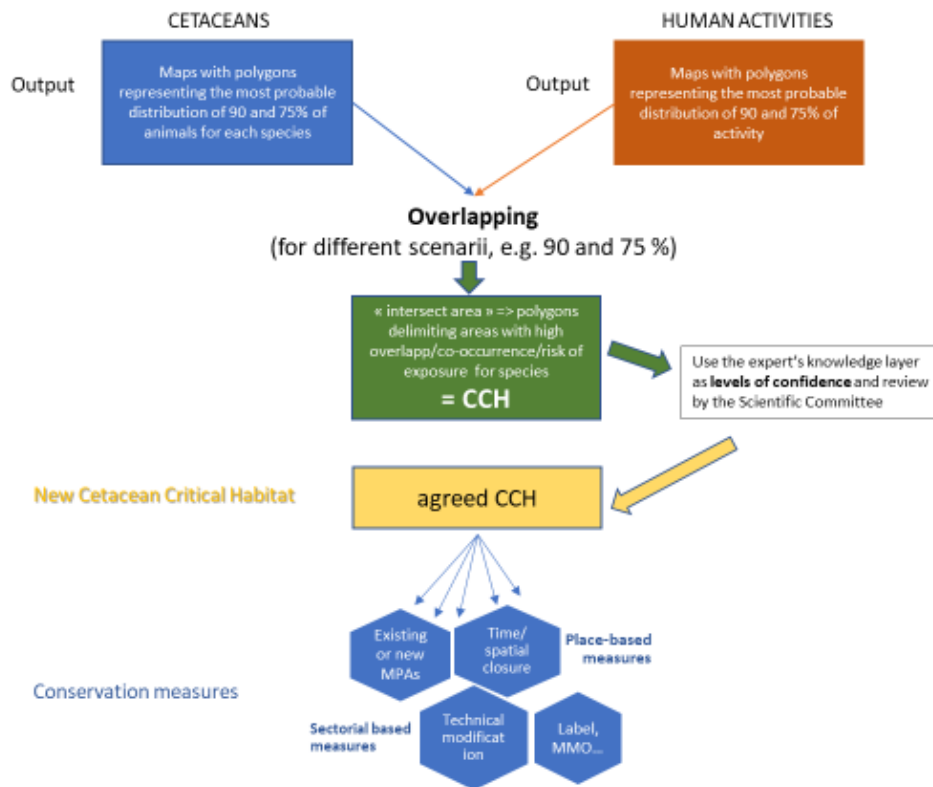 CETACEANS
HUMAN ACTIVITIES
Output
Maps with polygons
representing the most probable
distribution of 90 and 75% of
animals for each species
Output
Maps with polygons
representing the most probable
distribution of 90 and 75% of
activity
Overlapping
(for different scenarii, e.g. 90 and 75 %)
« intersect area » => polygons
delimiting areas with high
overlapp/co-occurrence/risk of
exposure for species
= CCH
Use the expert's knowledge layer
as levels of confidence and review
by the Scientific Committee
New Cetacean Critical Habitat
agreed CCH
Existing
or new
MPAs
Time/
spatial
closure
Place-based
measures
Conservation measures
Sectorial based
measures
Technical
modificat
ion
Label,
MMO...